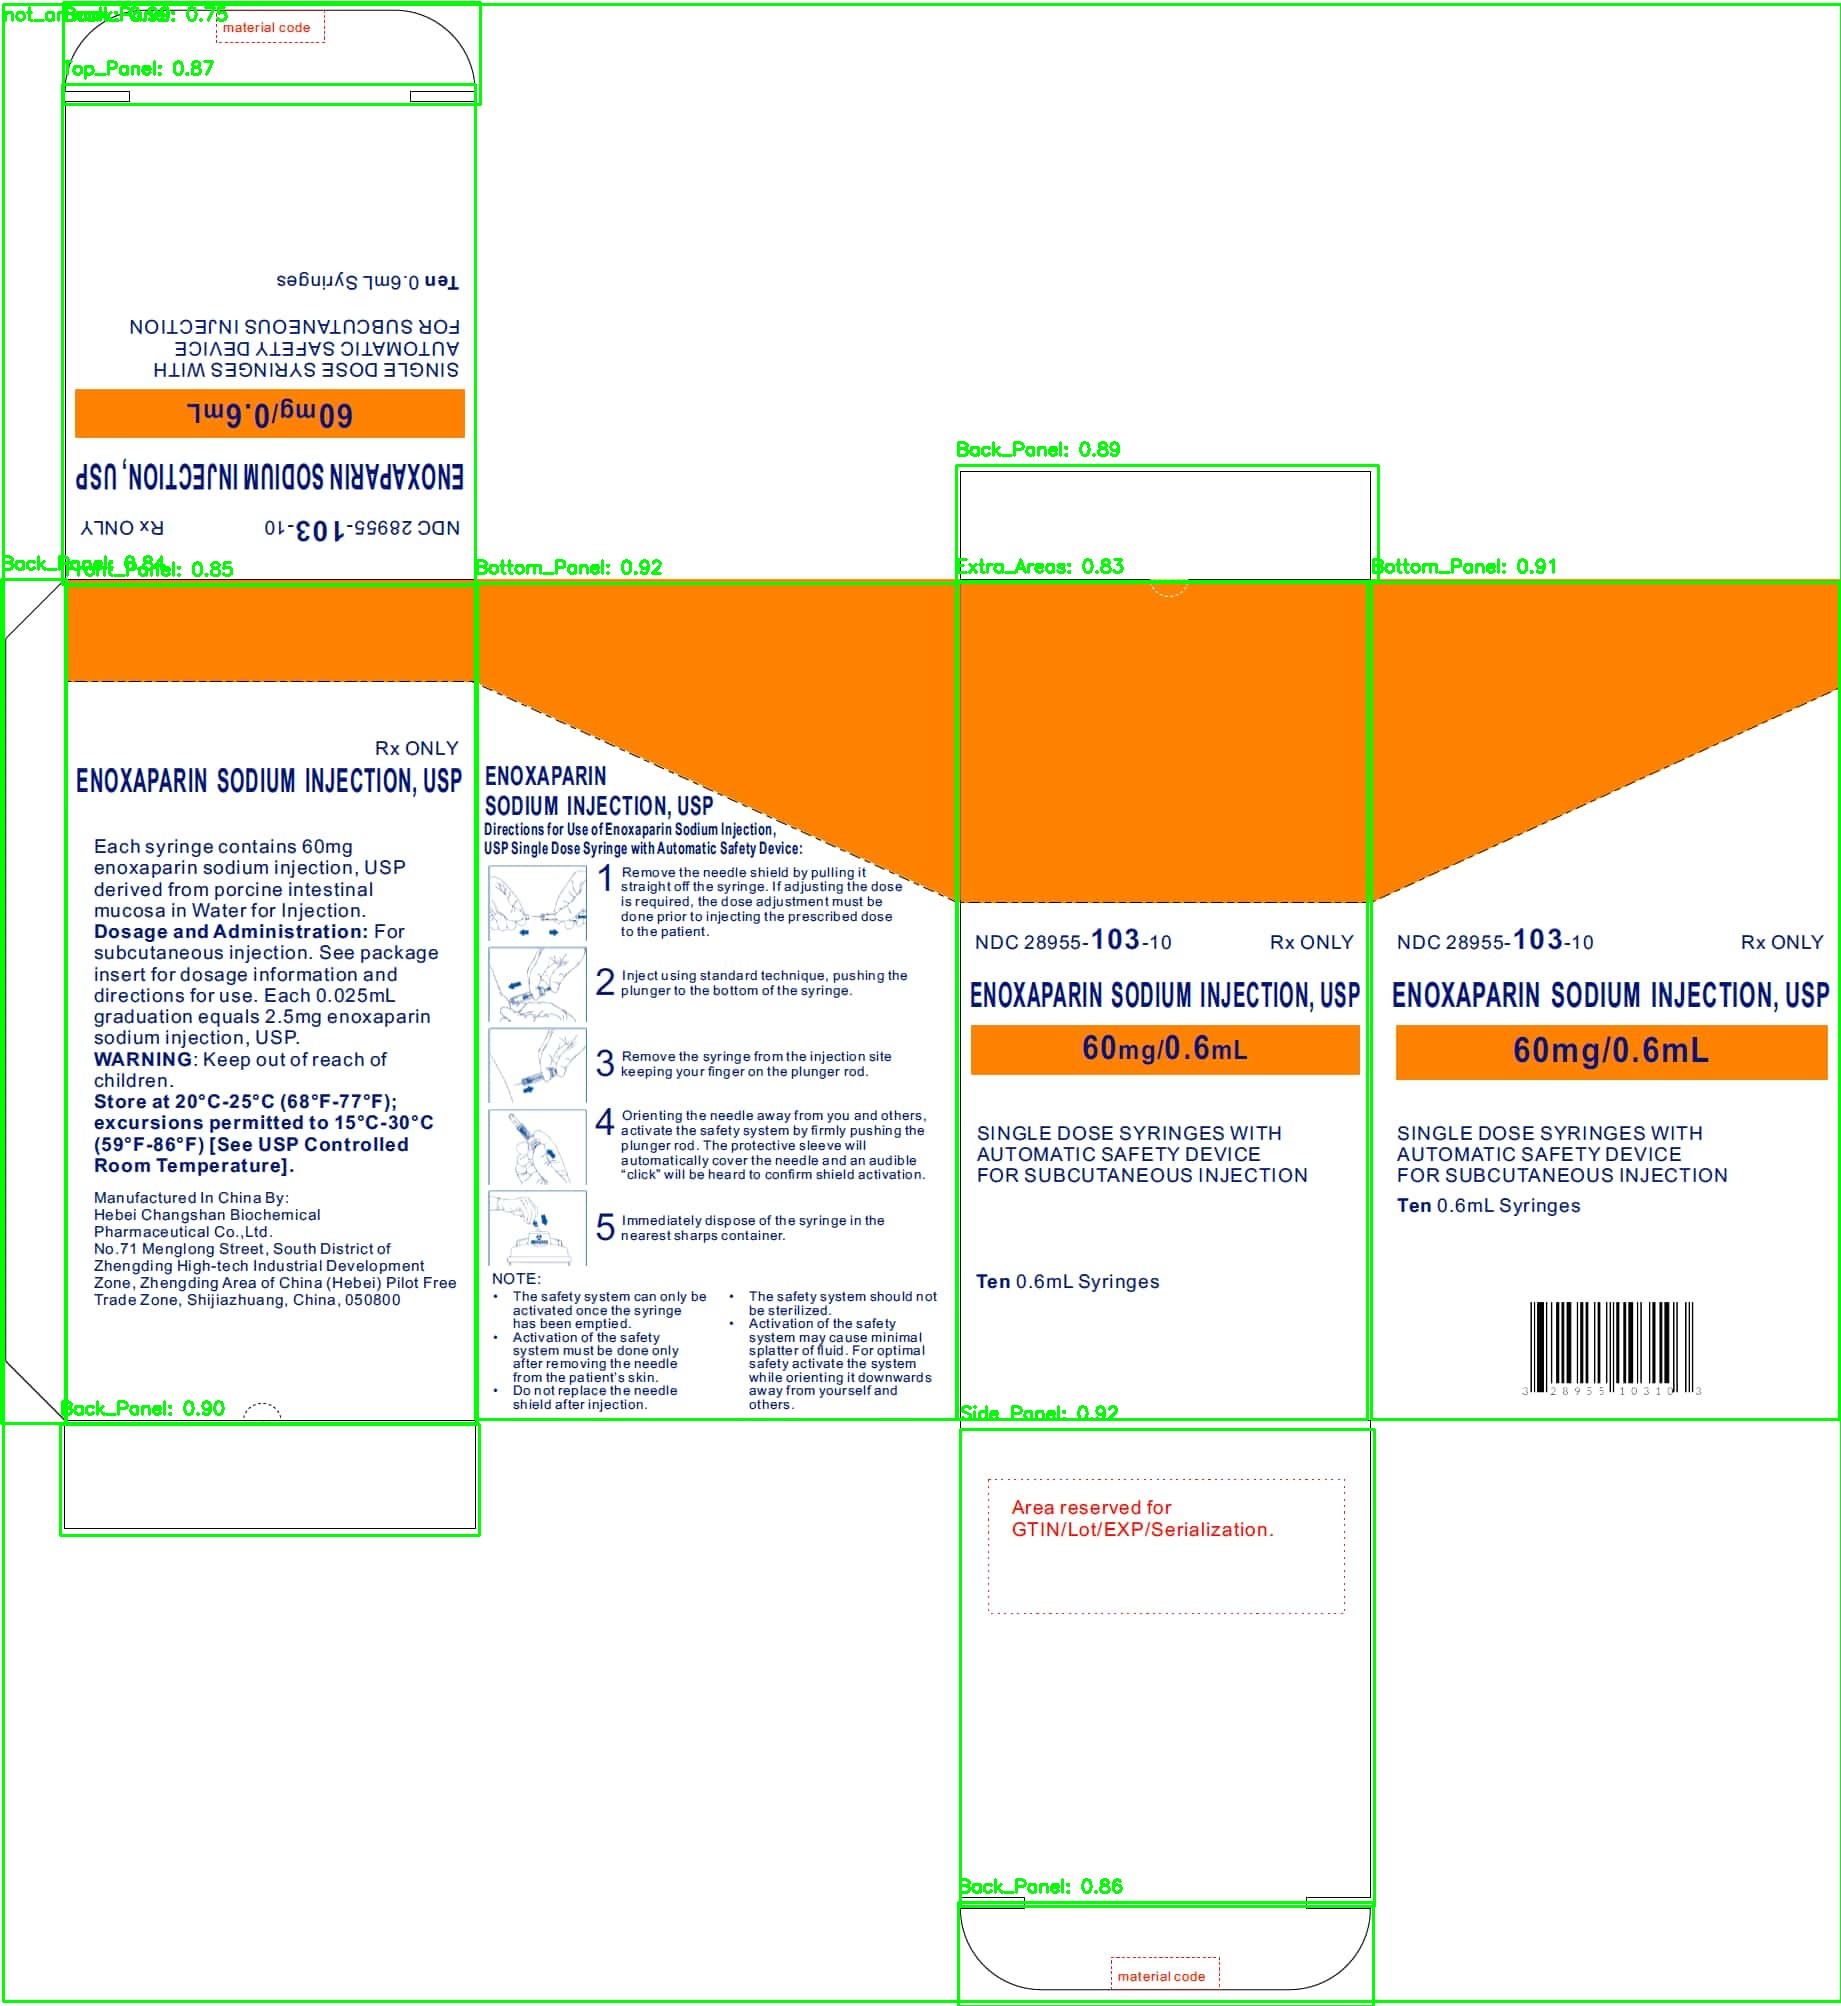 Top_Panel: 0.87
material code
Ten 0.6mL Syringes
SINGLE DOSE SYRINGES WITH
AUTOMATIC SAFETY DEVICE
FOR SUBCUTANEOUS INJECTION
60mg/0.6mL
ENOXAPARIN SODIUM INJECTION, USP
NDC 28955-103-10 Rx ONLY
Front_Panel: 0.85
Rx ONLY
ENOXAPARIN SODIUM INJECTION, USP
Each syringe contains 60mg
enoxaparin sodium injection, USP
derived from porcine intestinal
mucosa in Water for Injection.
Dosage and Administration: For
subcutaneous injection. See package
insert for dosage information and
directions for use. Each 0.025mL
graduation equals 2.5mg enoxaparin
sodium injection, USP.
WARNING: Keep out of reach of
children.
Store at 20°C-25°C (68°F-77°F);
excursions permitted to 15°C-30°C
(59°F-86°F) [See USP Controlled
Room Temperature].
Manufactured In China By:
Hebei Changshan Biochemical
Pharmaceutical Co.,Ltd.
No.71 Menglong Street, South District of
Zhengding High-tech Industrial Development
Zone, Zhengding Area of China (Hebei) Pilot Free
Trade Zone, Shijiazhuang, China, 050800
Back_Panel: 0.90
Bottom_Panel: 0.92
ENOXAPARIN
SODIUM INJECTION, USP
Directions for Use of Enoxaparin Sodium Injection,
USP Single Dose Syringe with Automatic Safety Device:
1 Remove the needle shield by pulling it
straight off the syringe. If adjusting the dose
is required, the dose adjustment must be
done prior to injecting the prescribed dose
to the patient.
2 Inject using standard technique, pushing the
plunger to the bottom of the syringe.
3 Remove the syringe from the injection site
keeping your finger on the plunger rod.
4 Orienting the needle away from you and others,
activate the safety system by firmly pushing the
plunger rod. The protective sleeve will
automatically cover the needle and an audible
“click” will be heard to confirm shield activation.
5 Immediately dispose of the syringe in the
nearest sharps container.
NOTE:
• The safety system can only be
activated once the syringe
has been emptied.
• Activation of the safety
system must be done only
after removing the needle
from the patient's skin.
• Do not replace the needle
shield after injection.
• The safety system should not
be sterilized.
• Activation of the safety
system may cause minimal
splatter of fluid. For optimal
safety activate the system
while orienting it downwards
away from yourself and
others.
Back_Panel: 0.89
Extra_Areas: 0.83
NDC 28955-103-10 Rx ONLY
ENOXAPARIN SODIUM INJECTION, USP
60mg/0.6mL
SINGLE DOSE SYRINGES WITH
AUTOMATIC SAFETY DEVICE
FOR SUBCUTANEOUS INJECTION
Ten 0.6mL Syringes
Side_Panel: 0.92
Area reserved for
GTIN/Lot/EXP/Serialization.
Back_Panel: 0.86
material code
Bottom_Panel: 0.91
NDC 28955-103-10 Rx ONLY
ENOXAPARIN SODIUM INJECTION, USP
60mg/0.6mL
SINGLE DOSE SYRINGES WITH
AUTOMATIC SAFETY DEVICE
FOR SUBCUTANEOUS INJECTION
Ten 0.6mL Syringes
3 28955 10310 3